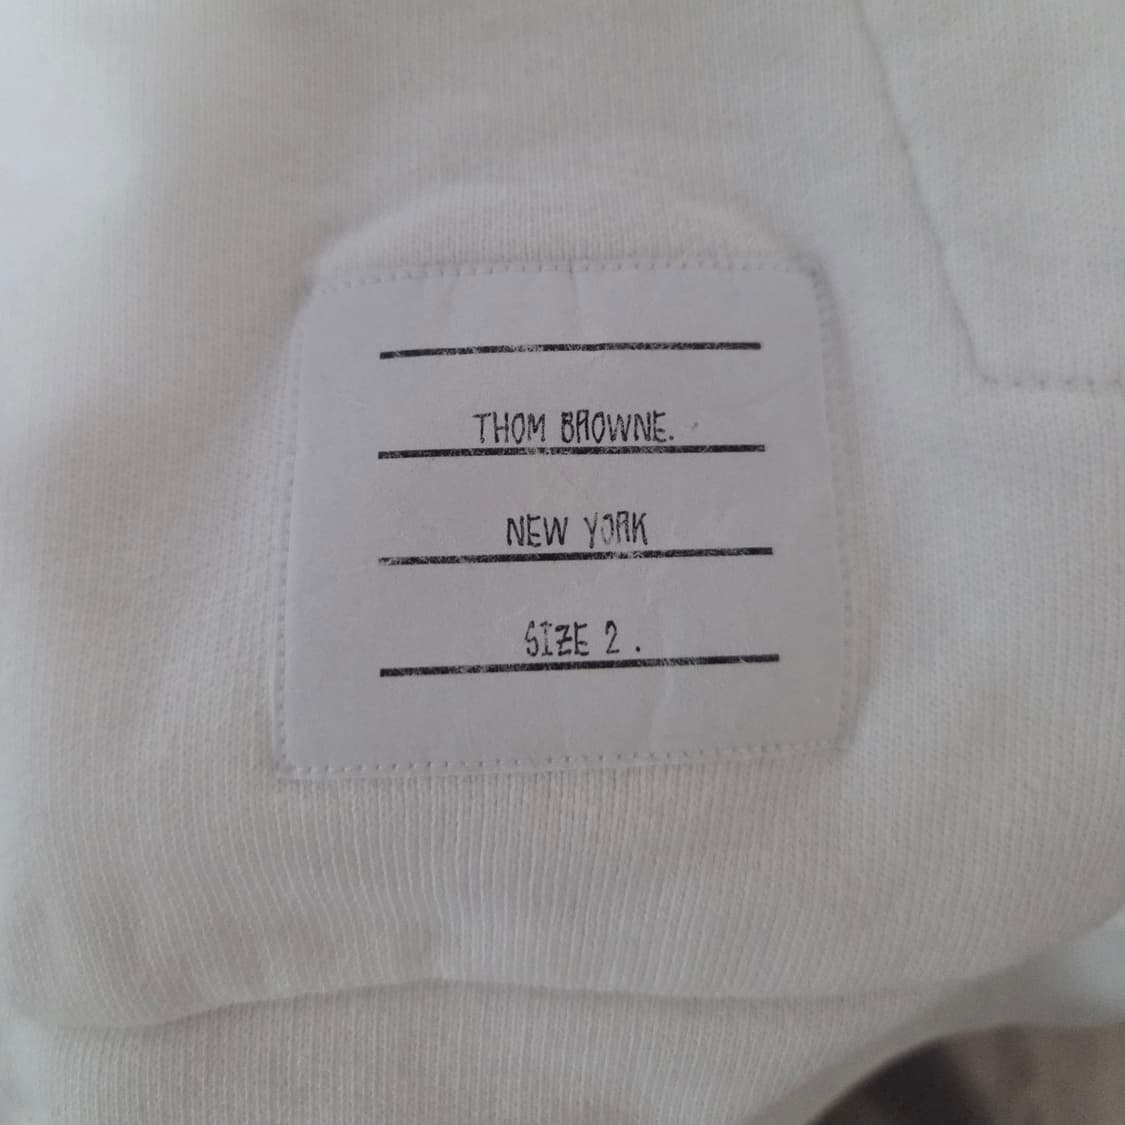 THOM BROWNE.
NEW YORK
SIZE 2 .